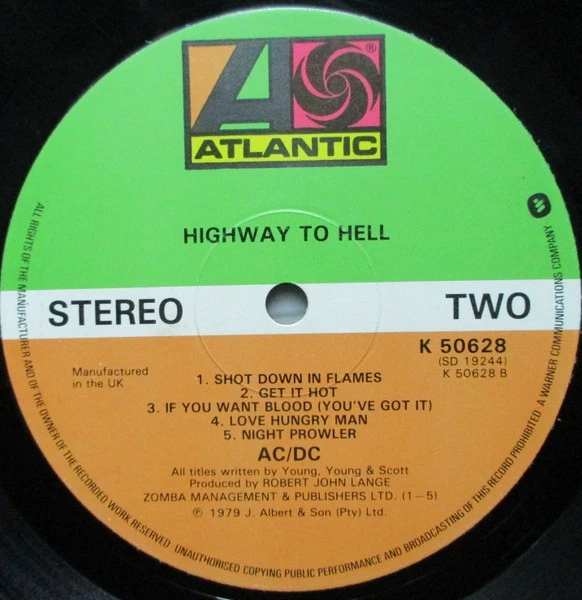 ATLANTIC
®
HIGHWAY TO HELL
STEREO
TWO
K 50628
(SD 19244)
K 50628 B
Manufactured
in the UK
1. SHOT DOWN IN FLAMES
2. GET IT HOT
3. IF YOU WANT BLOOD (YOU'VE GOT IT)
4. LOVE HUNGRY MAN
5. NIGHT PROWLER
AC/DC
All titles written by Young, Young & Scott
Produced by ROBERT JOHN LANGE
ZOMBA MANAGEMENT & PUBLISHERS LTD. (1–5)
℗ 1979 J. Albert & Son (Pty) Ltd.
ALL RIGHTS OF THE MANUFACTURER AND OF THE OWNER OF THE RECORDED WORK RESERVED UNAUTHORISED COPYING PUBLIC PERFORMANCE AND BROADCASTING OF THIS RECORD PROHIBITED A WARNER COMMUNICATIONS COMPANY